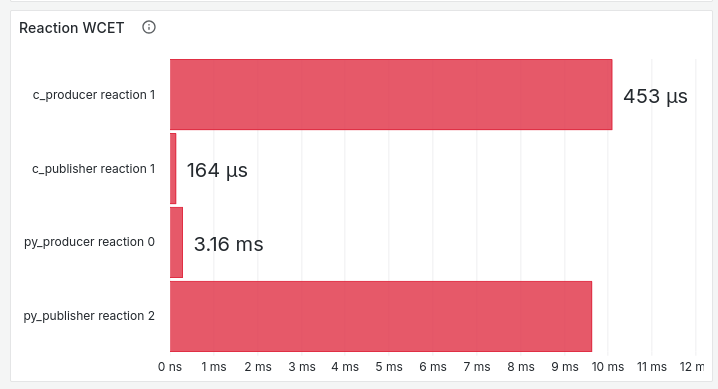 Reaction WCET
c_producer reaction 1
453 µs
c_publisher reaction 1
164 µs
py_producer reaction 0
3.16 ms
py_publisher reaction 2
0 ns 1 ms 2 ms 3 ms 4 ms 5 ms 6 ms 7 ms 8 ms 9 ms 10 ms 11 ms 12 m